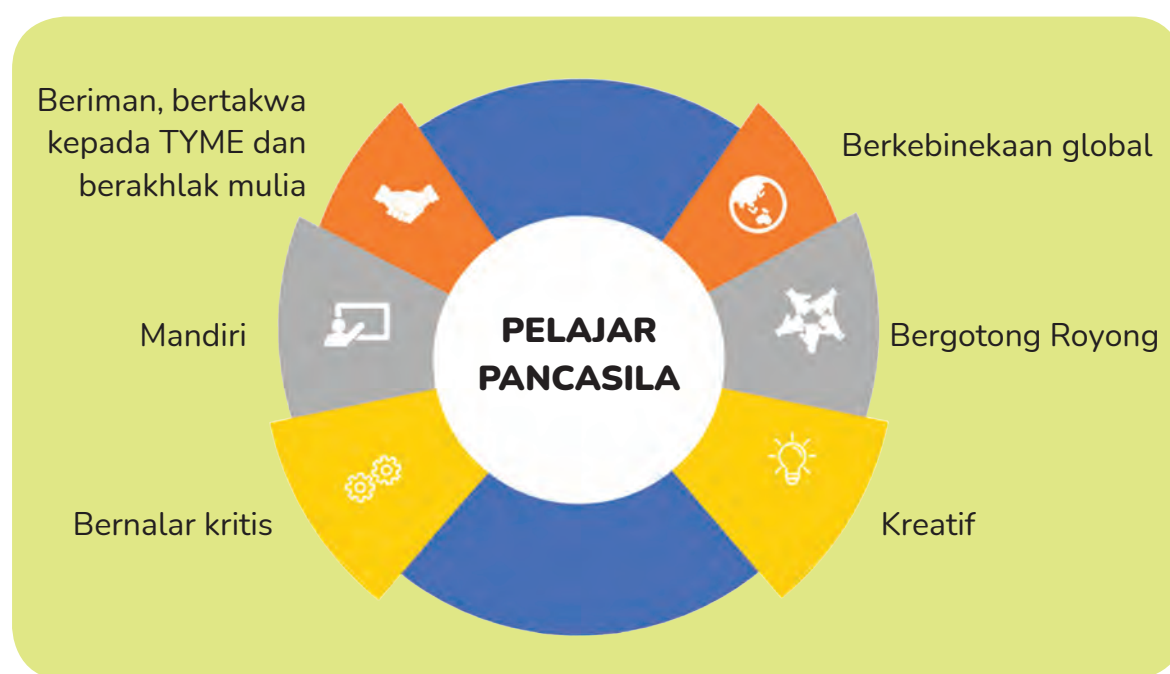 Beriman, bertakwa
kepada TYME dan
berakhlak mulia
Berkebinekaan global
Mandiri
PELAJAR
PANCASILA
Bergotong Royong
Bernalar kritis
Kreatif